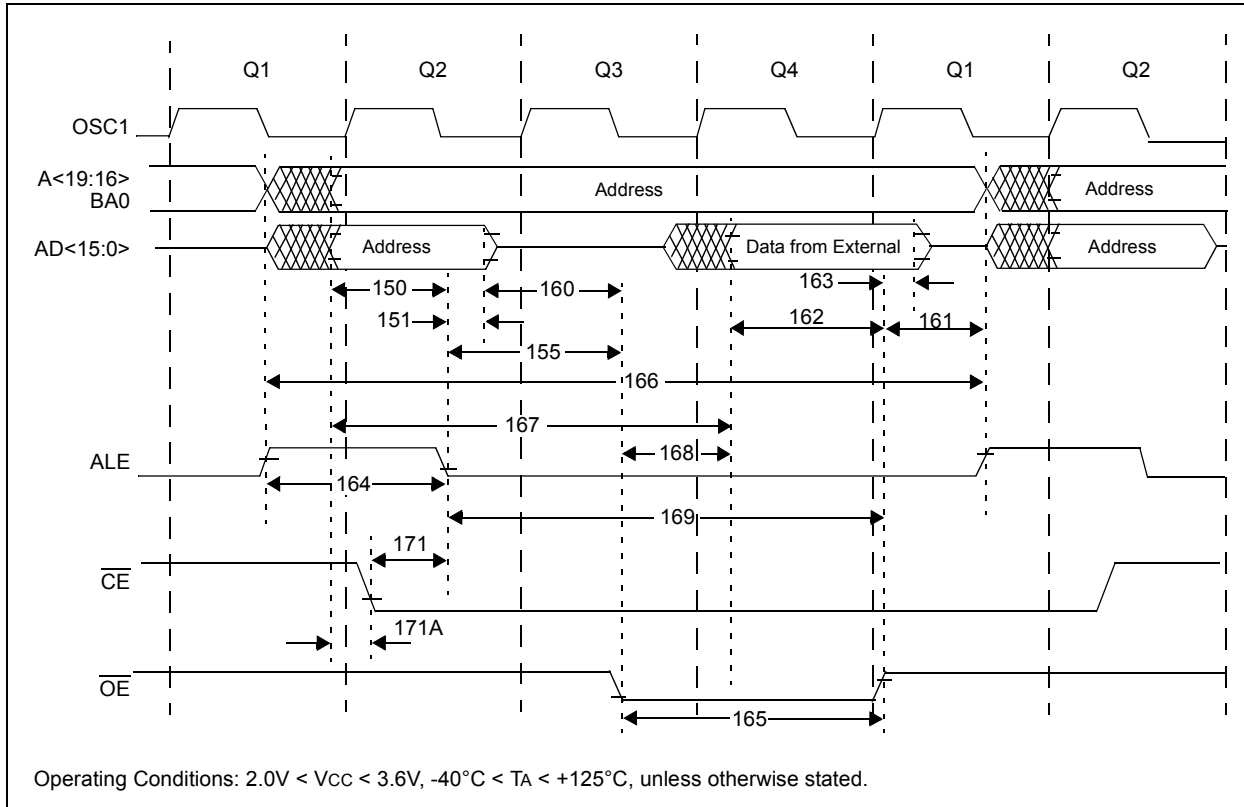 Q1 Q2 Q3 Q4 Q1 Q2
OSC1
A<19:16>
BA0
Address
Address
AD<15:0>
Address
Data from External
Address
150
160
163
151
162
161
155
166
167
ALE
168
164
169
171
CE
171A
OE
165
Operating Conditions: 2.0V < VCC < 3.6V, -40°C < TA < +125°C, unless otherwise stated.